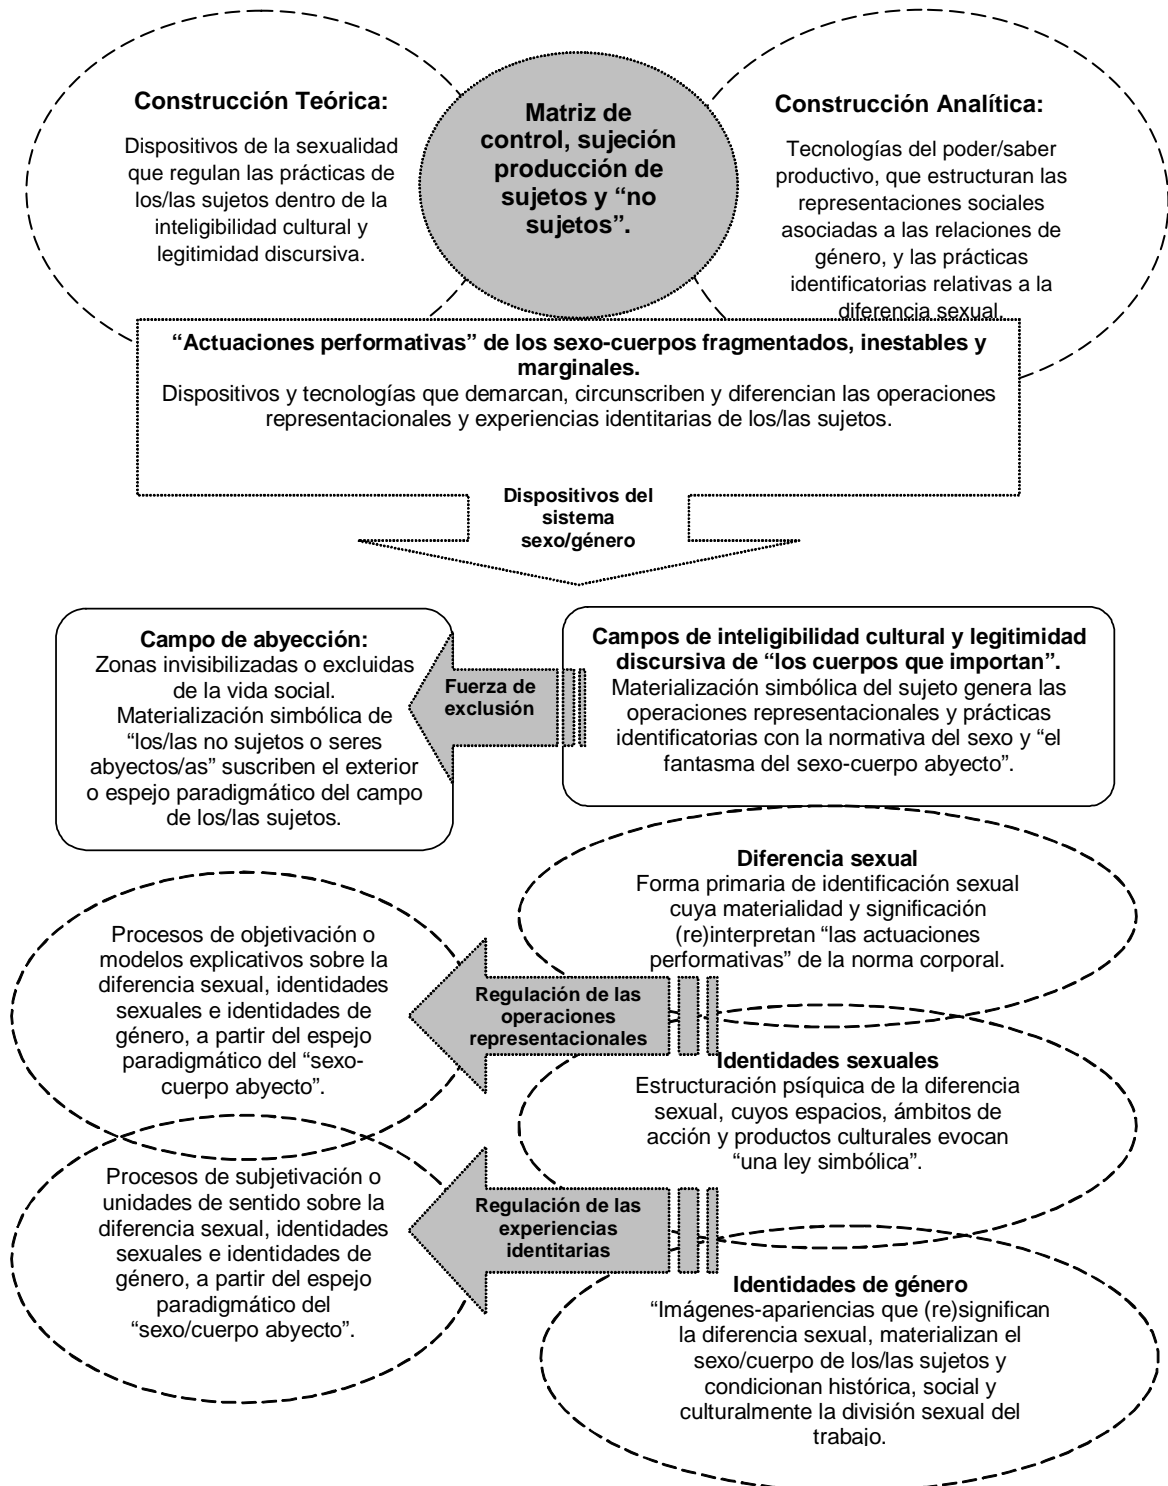 Construcción Teórica:
Dispositivos de la sexualidad
que regulan las prácticas de
los/las sujetos dentro de la
inteligibilidad cultural y
legitimidad discursiva.
Matriz de
control, sujeción
producción de
sujetos y “no
sujetos”.
Construcción Analítica:
Tecnologías del poder/saber
productivo, que estructuran las
representaciones sociales
asociadas a las relaciones de
género, y las prácticas
identificatorias relativas a la
diferencia sexual.
“Actuaciones performativas” de los sexo-cuerpos fragmentados, inestables y
marginales.
Dispositivos y tecnologías que demarcan, circunscriben y diferencian las operaciones
representacionales y experiencias identitarias de los/las sujetos.
Dispositivos del
sistema
sexo/género
Campo de abyección:
Zonas invisibilizadas o excluidas
de la vida social.
Materialización simbólica de
“los/las no sujetos o seres
abyectos/as” suscriben el exterior
o espejo paradigmático del campo
de los/las sujetos.
Fuerza de
exclusión
Campos de inteligibilidad cultural y legitimidad
discursiva de “los cuerpos que importan”.
Materialización simbólica del sujeto genera las
operaciones representacionales y prácticas
identificatorias con la normativa del sexo y “el
fantasma del sexo-cuerpo abyecto”.
Diferencia sexual
Forma primaria de identificación sexual
cuya materialidad y significación
(re)interpretan “las actuaciones
performativas” de la norma corporal.
Procesos de objetivación o
modelos explicativos sobre la
diferencia sexual, identidades
sexuales e identidades de
género, a partir del espejo
paradigmático del “sexo-
cuerpo abyecto”.
Regulación de las
operaciones
representacionales
Identidades sexuales
Estructuración psíquica de la diferencia
sexual, cuyos espacios, ámbitos de
acción y productos culturales evocan
“una ley simbólica”.
Procesos de subjetivación o
unidades de sentido sobre la
diferencia sexual, identidades
sexuales e identidades de
género, a partir del espejo
paradigmático del
“sexo/cuerpo abyecto”.
Regulación de las
experiencias
identitarias
Identidades de género
“Imágenes-apariencias que (re)significan
la diferencia sexual, materializan el
sexo/cuerpo de los/las sujetos y
condicionan histórica, social y
culturalmente la división sexual del
trabajo.